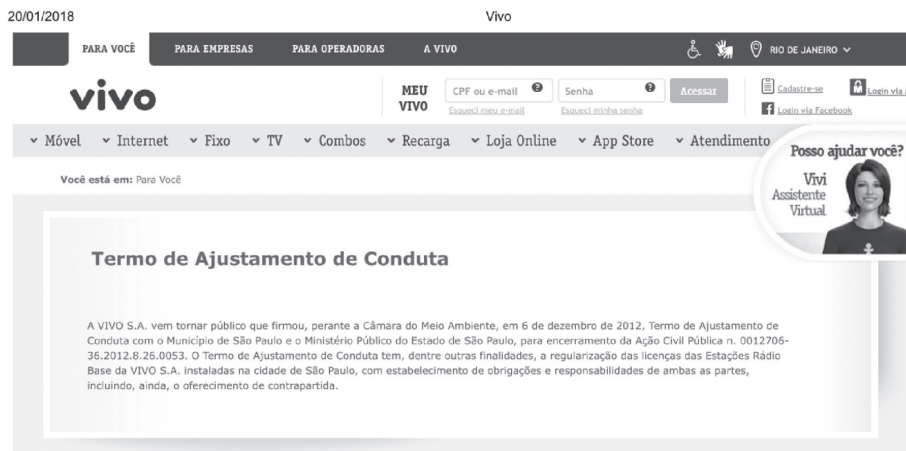 20/01/2018 Vivo
PARA VOCÊ PARA EMPRESAS PARA OPERADORAS A VIVO RIO DE JANEIRO
vivo
MEU VIVO
CPF ou e-mail ? Senha ? Acessar
Esqueci meu e-mail Esqueci minha senha
Cadastre-se Login via
Login via Facebook
Móvel Internet Fixo TV Combos Recarga Loja Online App Store Atendimento
Posso ajudar você?
Vivi
Assistente
Virtual
Você está em: Para Você
Termo de Ajustamento de Conduta
A VIVO S.A. vem tornar público que firmou, perante a Câmara do Meio Ambiente, em 6 de dezembro de 2012, Termo de Ajustamento de
Conduta com o Município de São Paulo e o Ministério Público do Estado de São Paulo, para encerramento da Ação Civil Pública n. 0012706-
36.2012.8.26.0053. O Termo de Ajustamento de Conduta tem, dentre outras finalidades, a regularização das licenças das Estações Rádio
Base da VIVO S.A. instaladas na cidade de São Paulo, com estabelecimento de obrigações e responsabilidades de ambas as partes,
incluindo, ainda, o oferecimento de contrapartida.